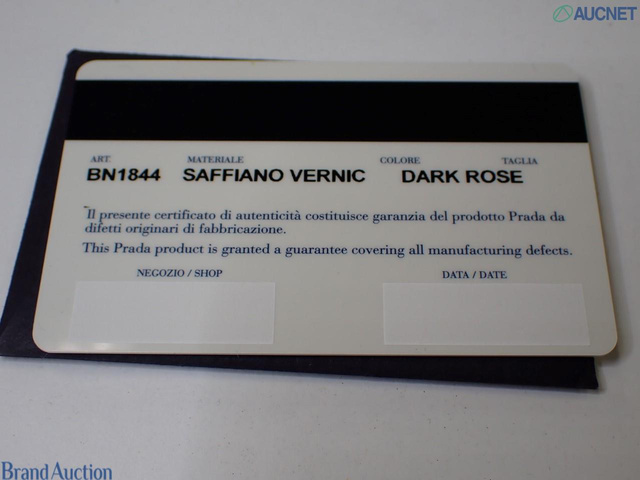 AUCNET
ART. MATERIALE COLORE TAGLIA
BN1844 SAFFIANO VERNIC DARK ROSE
Il presente certificato di autenticità costituisce garanzia del prodotto Prada da
difetti originari di fabbricazione.
This Prada product is granted a guarantee covering all manufacturing defects.
NEGOZIO / SHOP DATA / DATE
Brand Auction